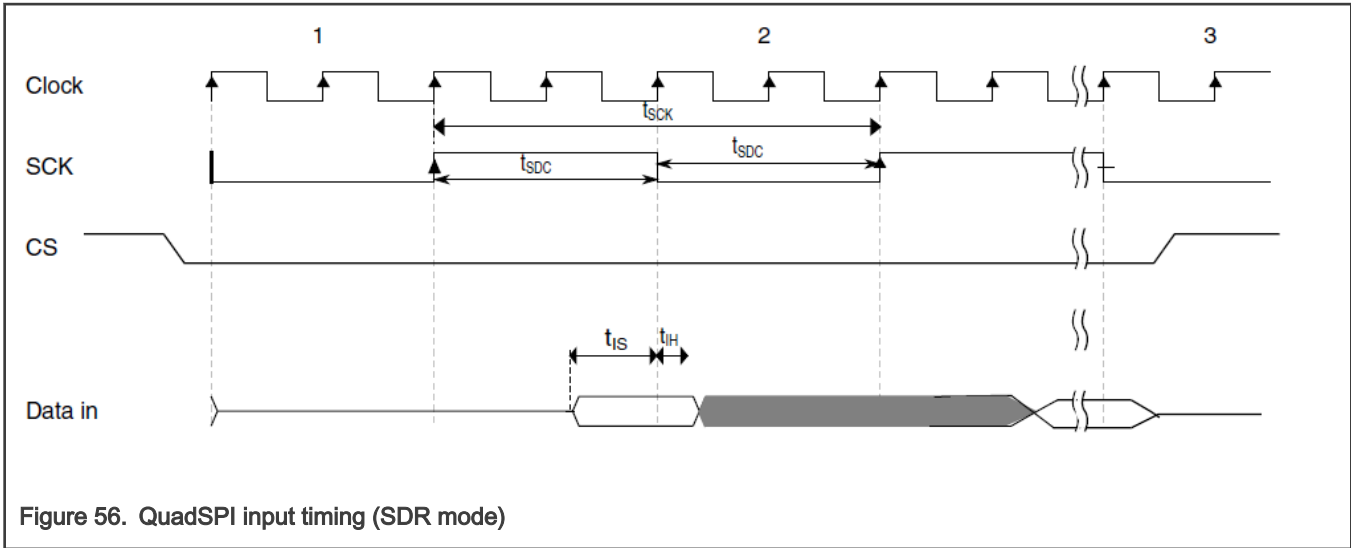 1 2 3
Clock
tSCK
SCK
tSDC tSDC
CS
tIS tIH
Data in
Figure 56. QuadSPI input timing (SDR mode)